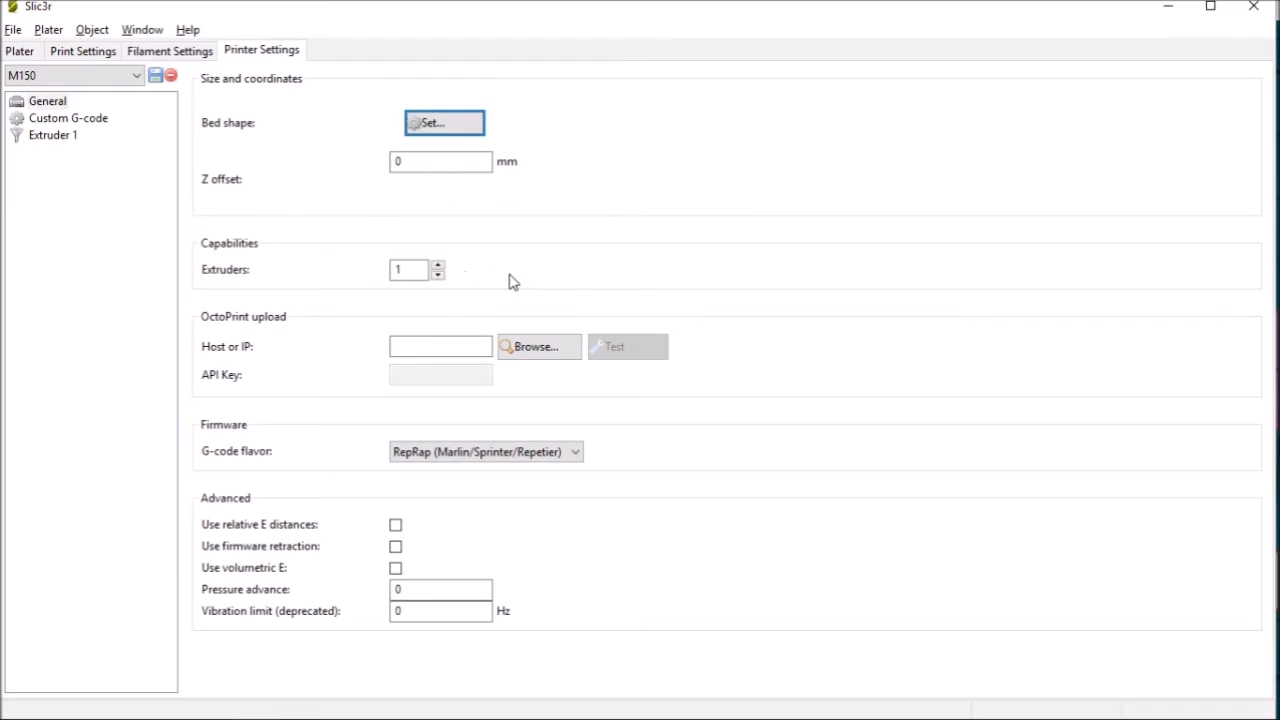 Slic3r
File Plater Object Window Help
Plater Print Settings Filament Settings Printer Settings
M150
General
Custom G-code
Extruder 1
Size and coordinates
Bed shape: Set...
0 mm
Z offset:
Capabilities
Extruders: 1
OctoPrint upload
Host or IP: Browse... Test
API Key:
Firmware
G-code flavor: RepRap (Marlin/Sprinter/Repetier)
Advanced
Use relative E distances:
Use firmware retraction:
Use volumetric E:
Pressure advance: 0
Vibration limit (deprecated): 0 Hz